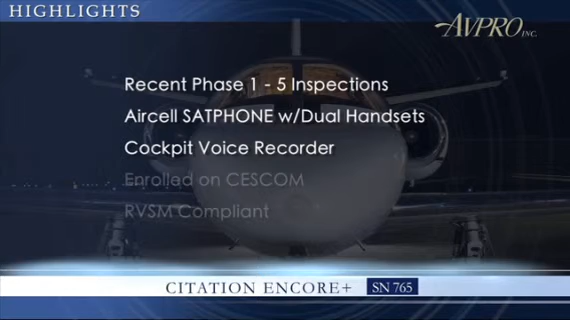 HIGHLIGHTS
AVPRO INC.
Recent Phase 1 - 5 Inspections
Aircell SATPHONE w/Dual Handsets
Cockpit Voice Recorder
Enrolled on CESCOM
RVSM Compliant
CITATION ENCORE+ SN 765